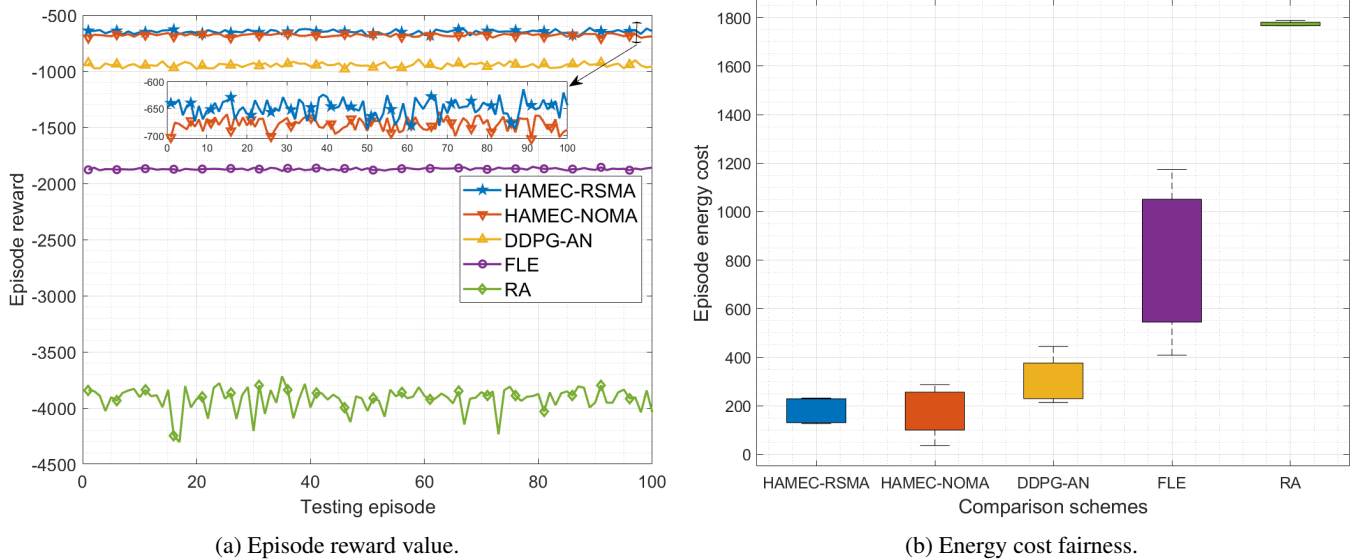 -500
-1000
-1500
-2000
-2500
-3000
-3500
-4000
-4500
Episode reward
0
20
40
60
80
100
Testing episode
-600
-650
-700
0
10
20
30
40
50
60
70
80
90
100
HAMEC-RSMA
HAMEC-NOMA
DDPG-AN
FLE
RA
(a) Episode reward value.
1800
1600
1400
1200
1000
800
600
400
200
0
Episode energy cost
HAMEC-RSMA
HAMEC-NOMA
DDPG-AN
FLE
RA
Comparison schemes
(b) Energy cost fairness.